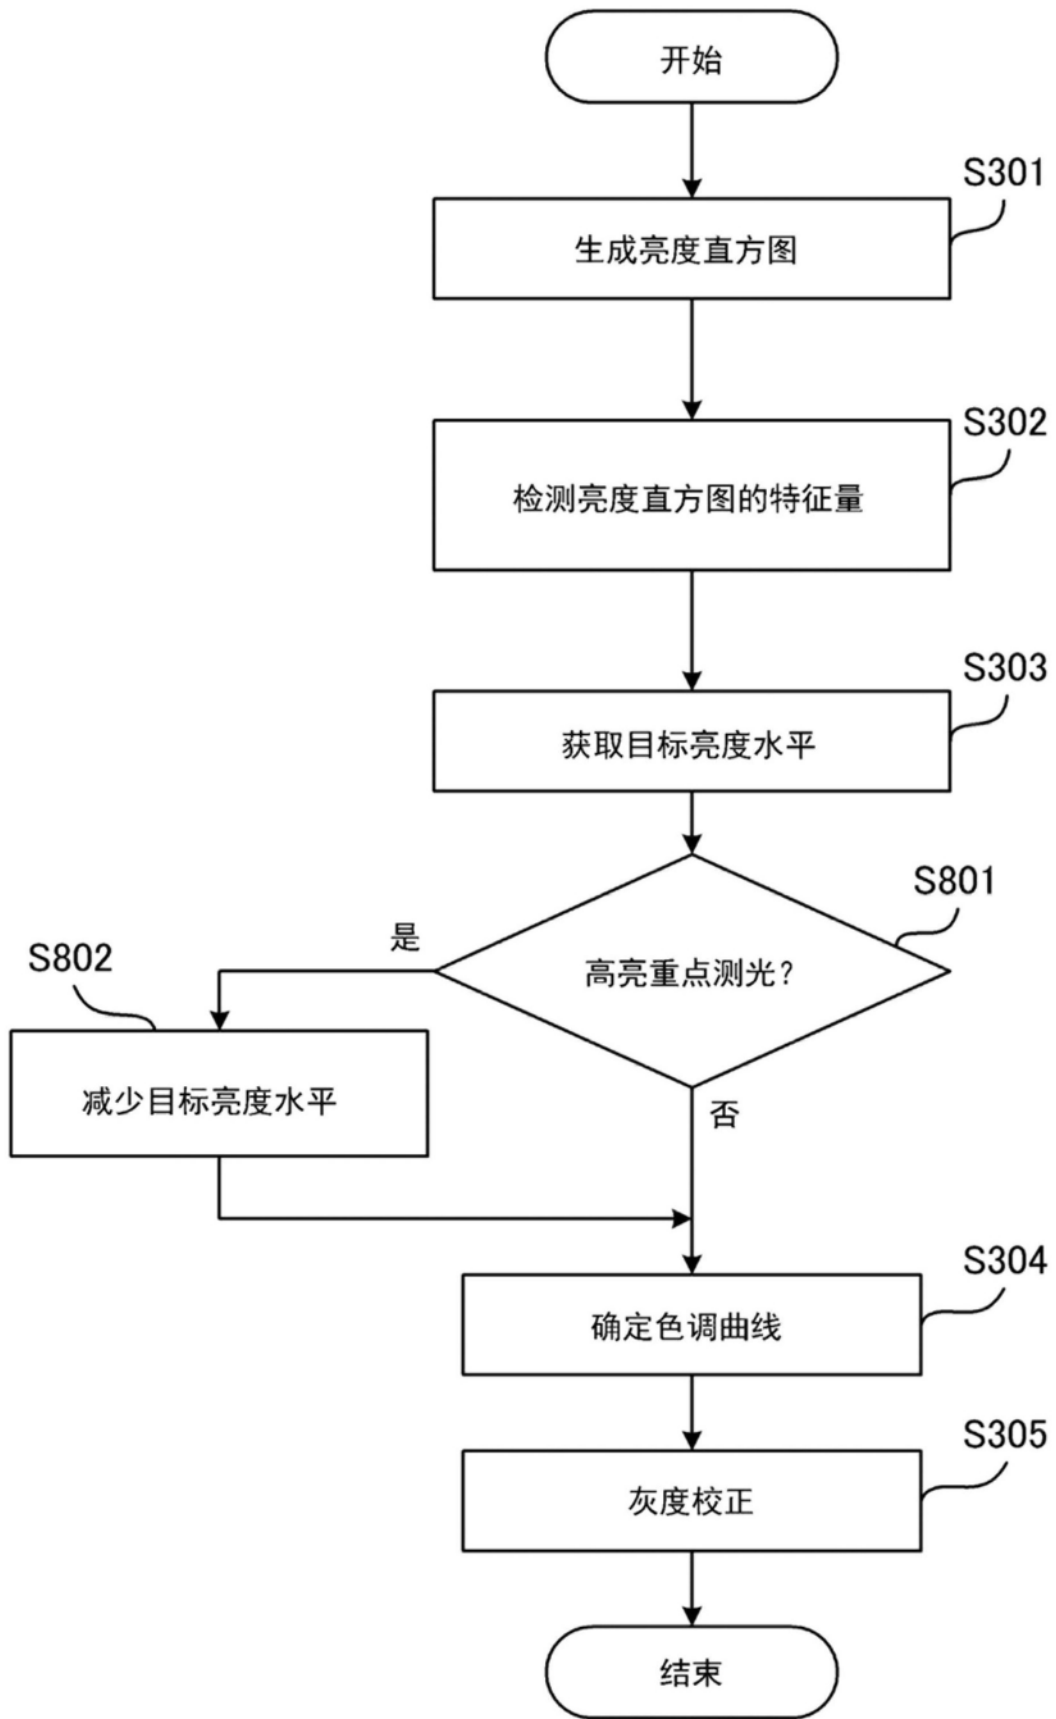 开始
S301
生成亮度直方图
S302
检测亮度直方图的特征量
S303
获取目标亮度水平
S801
高亮重点测光?
是
S802
减少目标亮度水平
否
S304
确定色调曲线
S305
灰度校正
结束